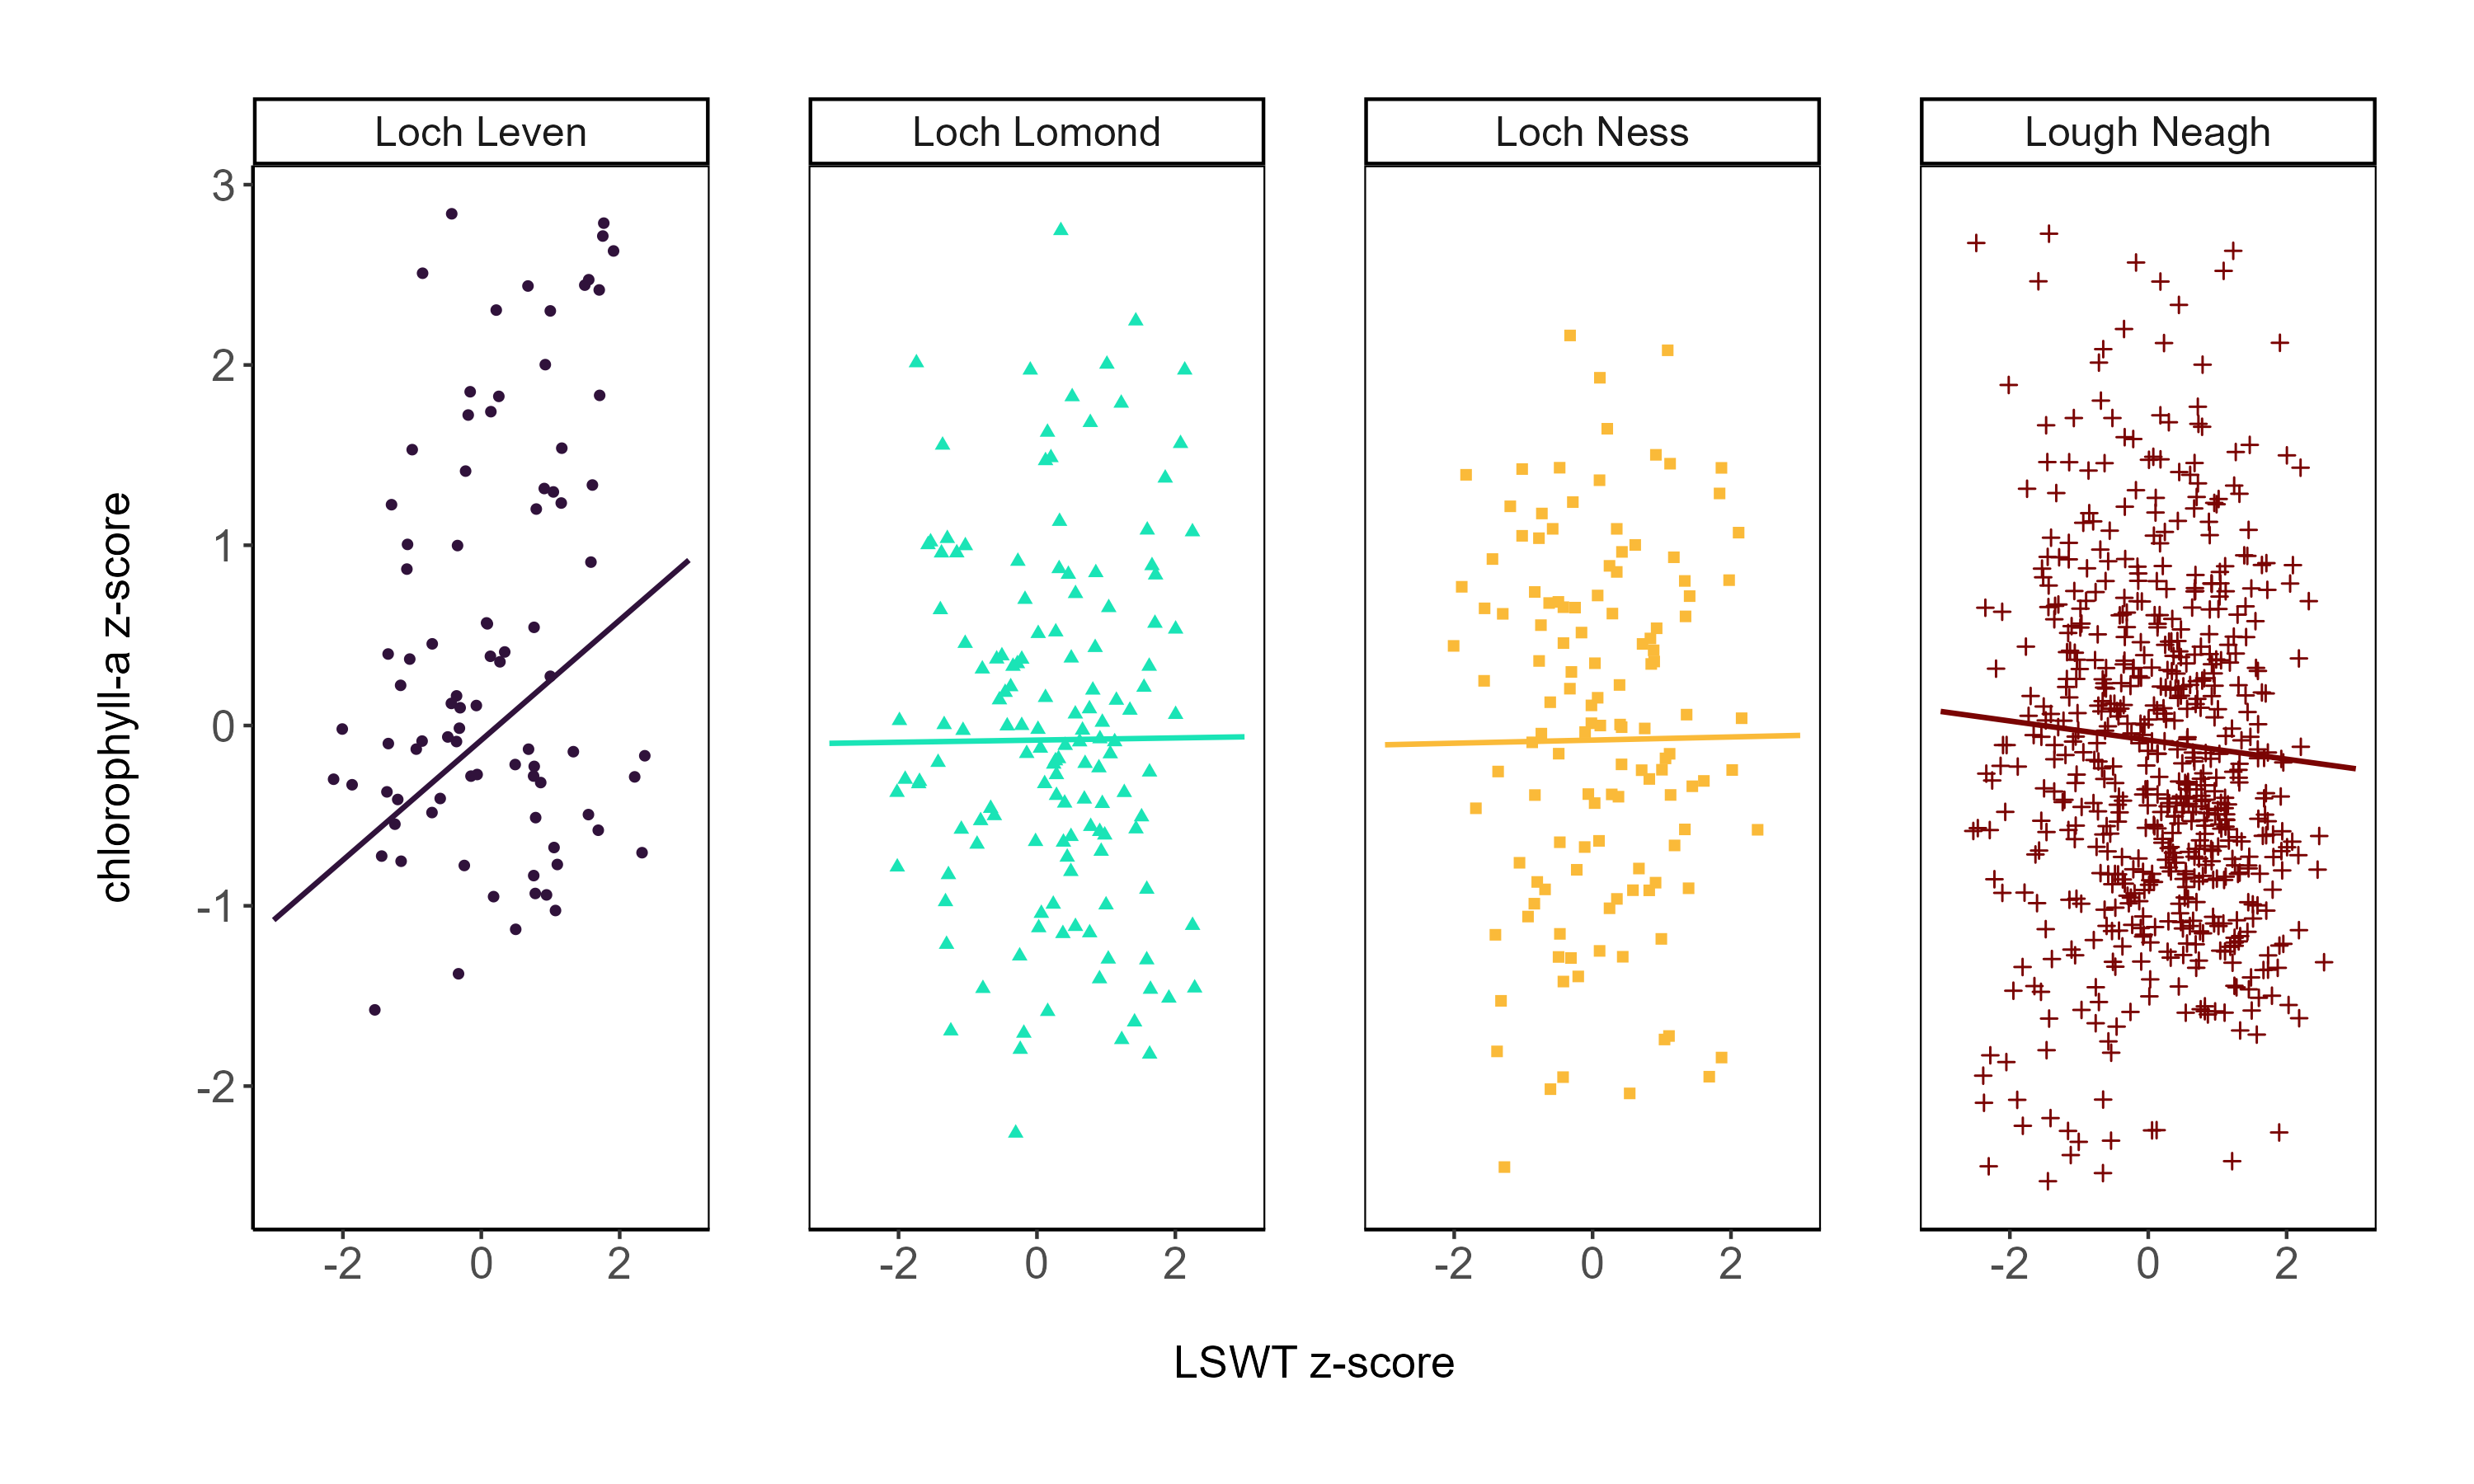 Loch Leven
Loch Lomond
Loch Ness
Lough Neagh
3
2
1
0
-1
-2
chlorophyll-a z-score
-2 0 2
-2 0 2
-2 0 2
-2 0 2
LSWT z-score